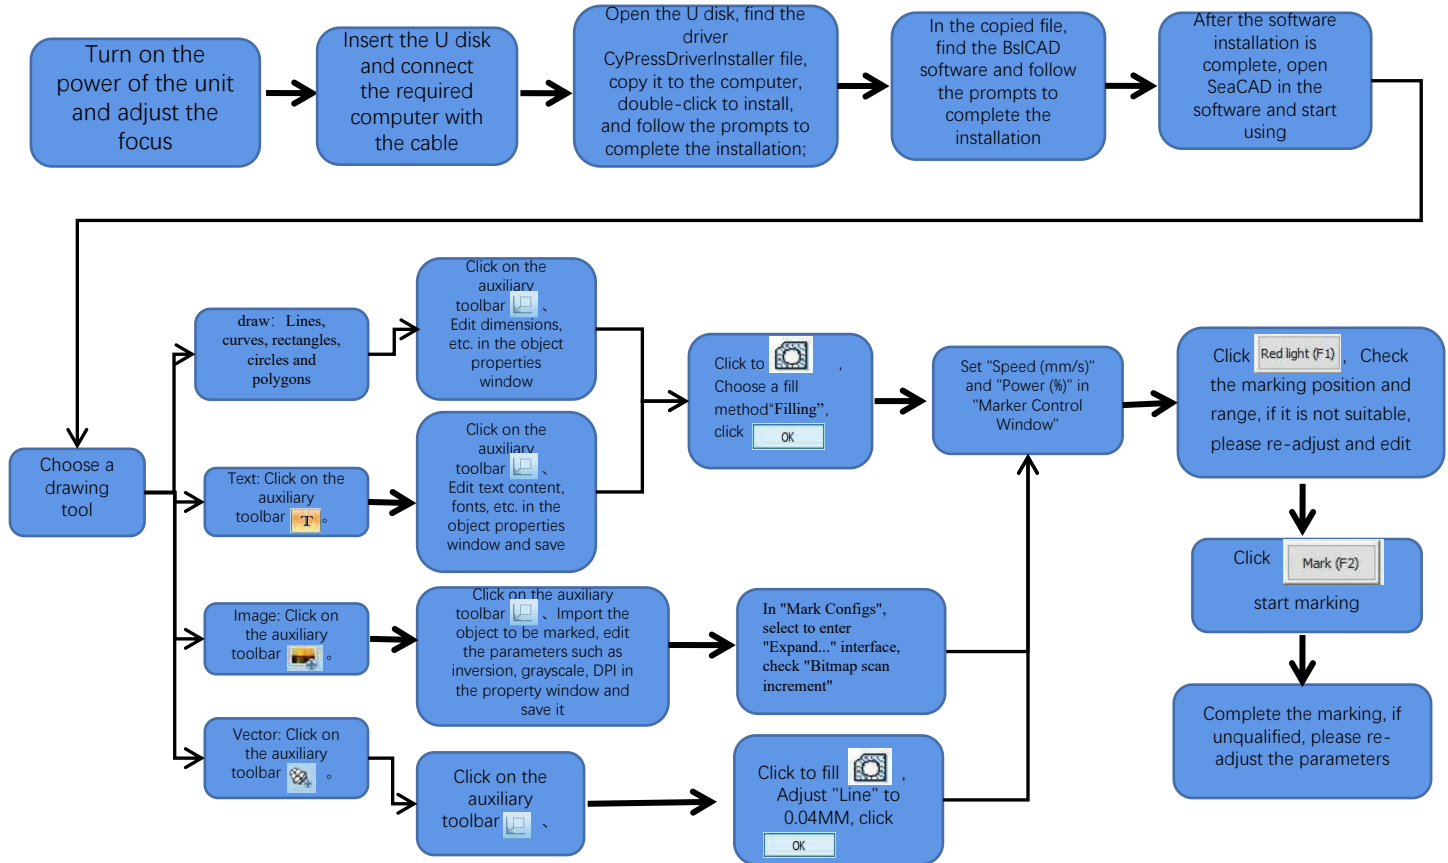 Turn on the
power of the unit
and adjust the
focus
Insert the U disk
and connect
the required
computer with
the cable
Open the U disk, find the
driver
CyPressDriverInstaller file,
copy it to the computer,
double-click to install,
and follow the prompts to
complete the installation;
In the copied file,
find the BslCAD
software and follow
the prompts to
complete the
installation
After the software
installation is
complete, open
SeaCAD in the
software and start
using
Choose a
drawing
tool
draw: Lines,
curves, rectangles,
circles and
polygons
Click on the
auxiliary
toolbar 、
Edit dimensions,
etc. in the object
properties
window
Text: Click on the
auxiliary
toolbar T 。
Click on the
auxiliary
toolbar 、
Edit text content,
fonts, etc. in the
object properties
window and save
Click to ,
Choose a fill
method“Filling”,
click OK
Image: Click on
the auxiliary
toolbar 。
Click on the auxiliary
toolbar 、Import the
object to be marked, edit
the parameters such as
inversion, grayscale, DPI in
the property window and
save it
In "Mark Configs",
select to enter
"Expand..." interface,
check "Bitmap scan
increment"
Vector: Click on
the auxiliary
toolbar 。
Click on the
auxiliary
toolbar 、
Click to fill ,
Adjust "Line" to
0.04MM, click
OK
Set "Speed (mm/s)"
and "Power (%)" in
"Marker Control
Window"
Click Red light (F1) , Check
the marking position and
range, if it is not suitable,
please re-adjust and edit
Click Mark (F2)
start marking
Complete the marking, if
unqualified, please re-
adjust the parameters